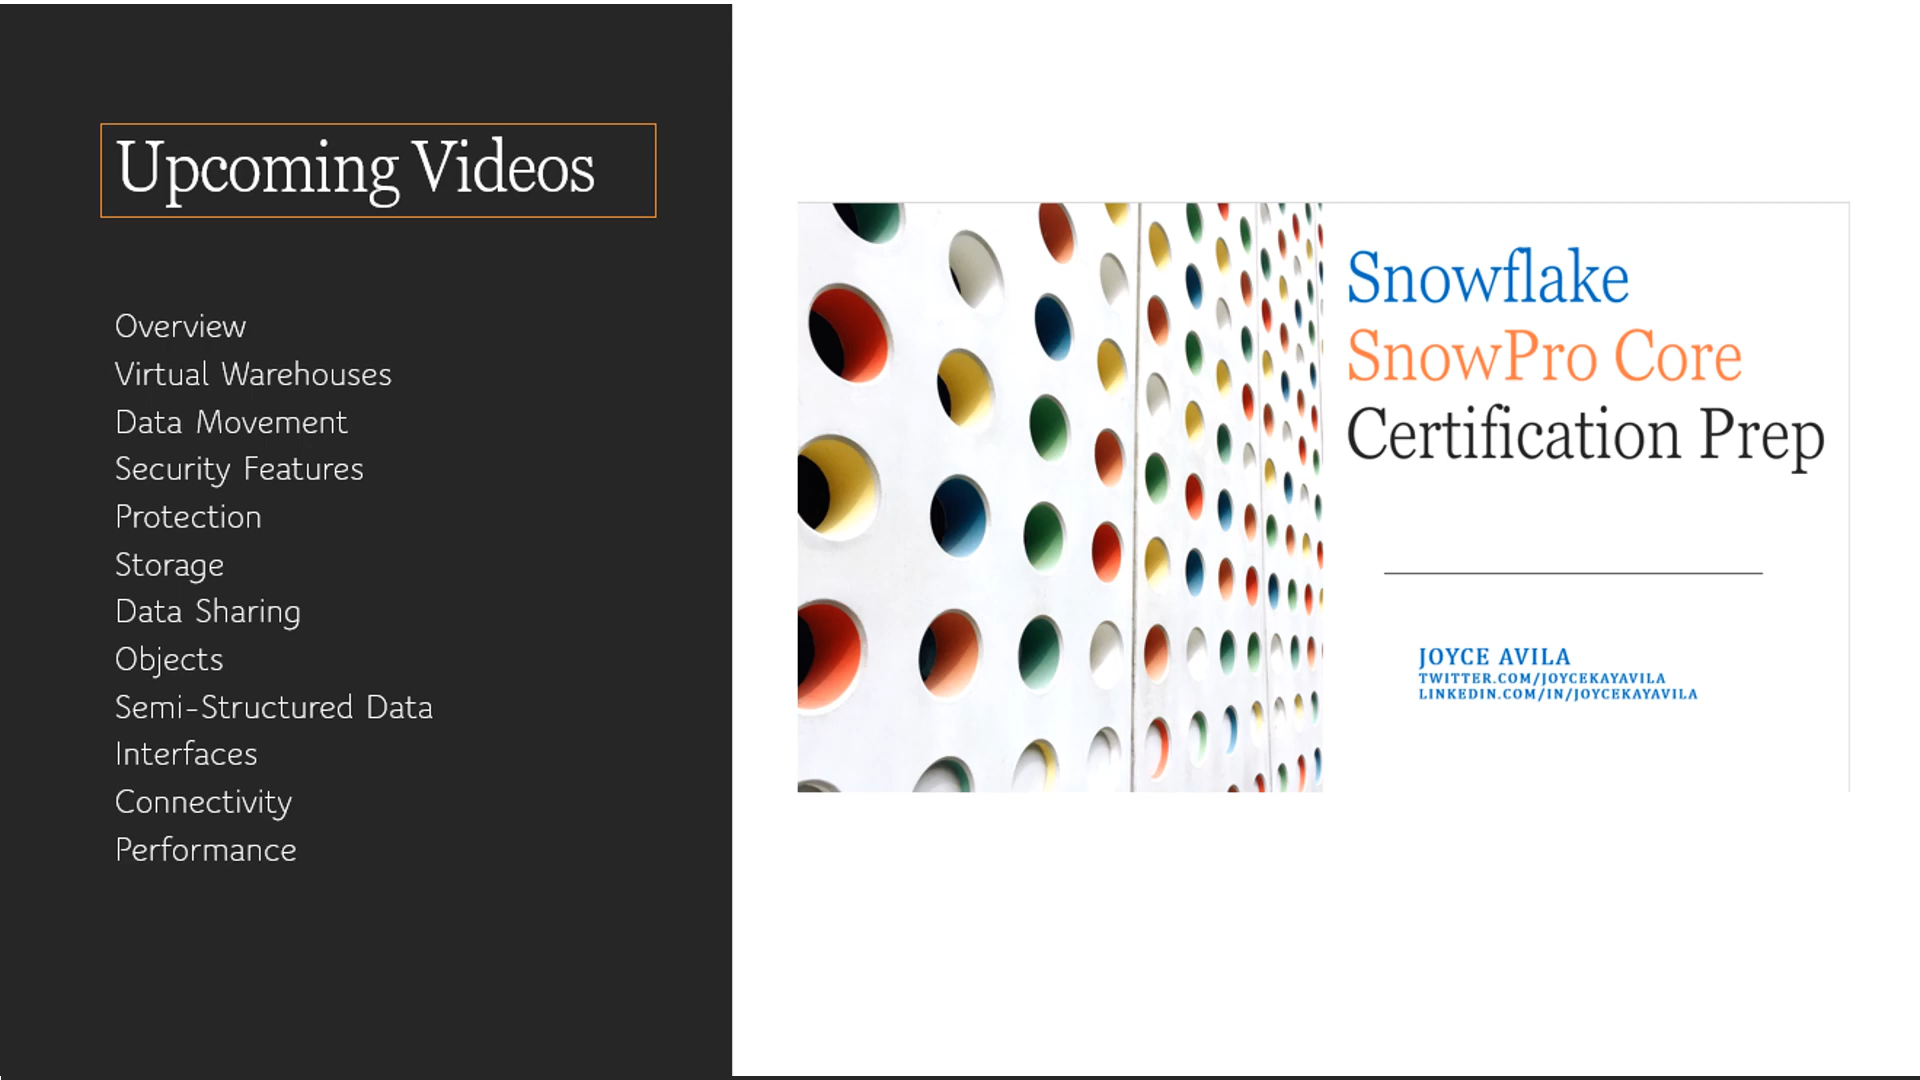 Upcoming Videos
Overview
Virtual Warehouses
Data Movement
Security Features
Protection
Storage
Data Sharing
Objects
Semi-Structured Data
Interfaces
Connectivity
Performance
Snowflake
SnowPro Core
Certification Prep
JOYCE AVILA
TWITTER.COM/JOYCEKAYAVILA
LINKEDIN.COM/IN/JOYCEKAYAVILA